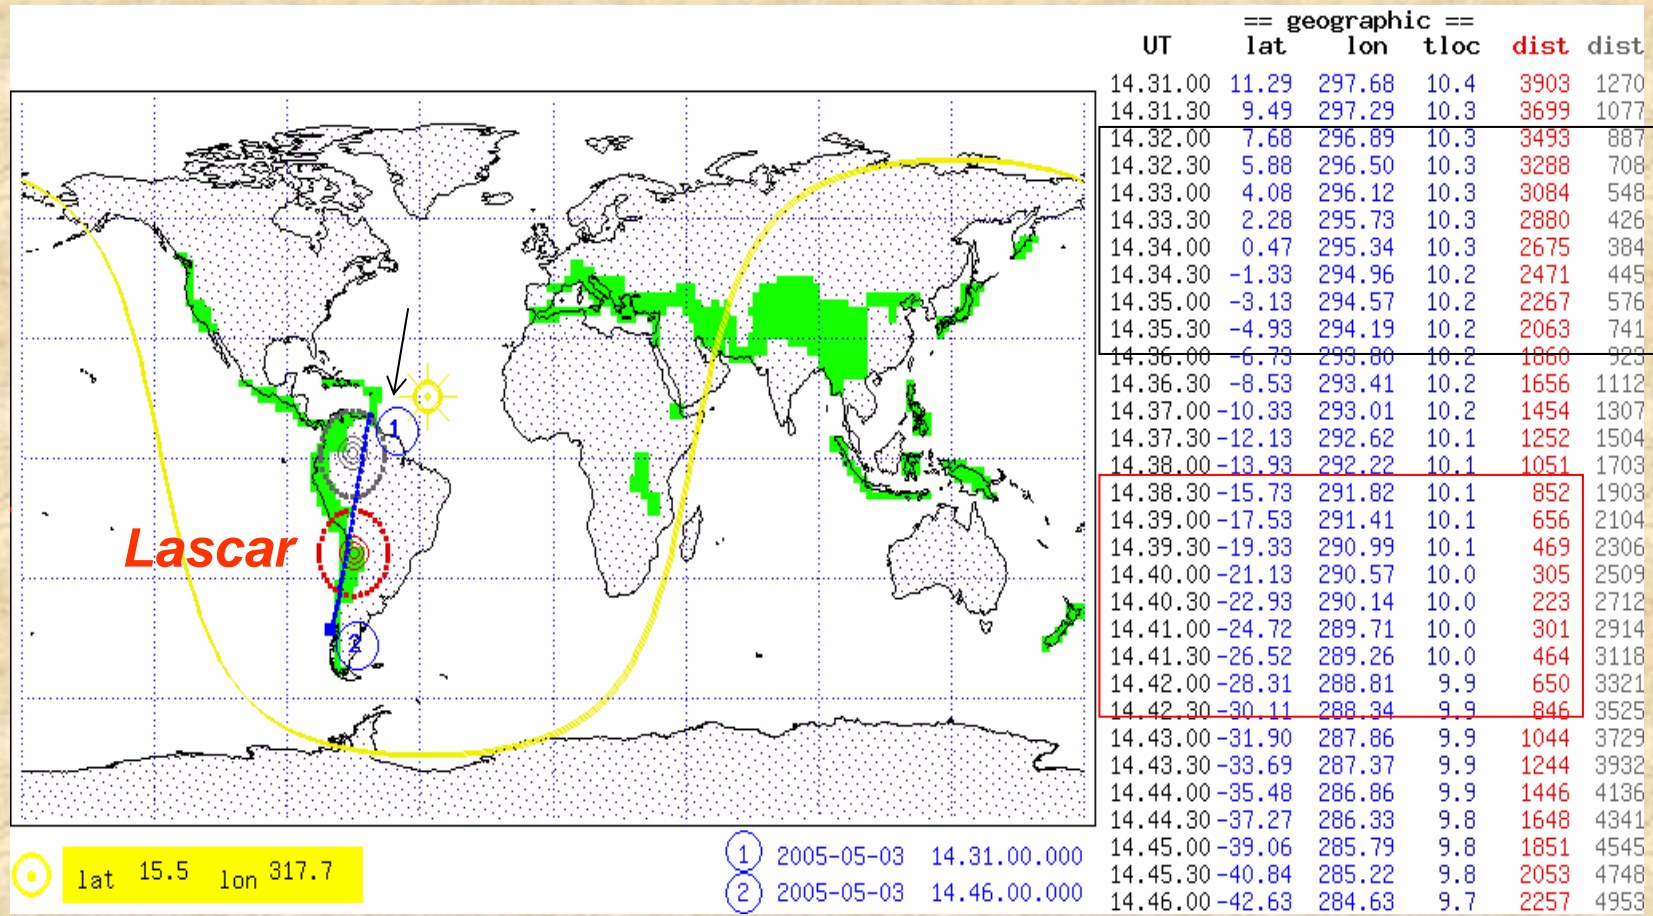 == geographic ==
UT lat lon tloc dist dist
14.31.00 11.29 297.68 10.4 3903 1270
14.31.30 9.49 297.29 10.3 3699 1077
14.32.00 7.68 296.89 10.3 3493 887
14.32.30 5.88 296.50 10.3 3288 708
14.33.00 4.08 296.12 10.3 3084 548
14.33.30 2.28 295.73 10.3 2880 426
14.34.00 0.47 295.34 10.3 2675 384
14.34.30 -1.33 294.96 10.2 2471 445
14.35.00 -3.13 294.57 10.2 2267 576
14.35.30 -4.93 294.19 10.2 2063 741
14.36.00 -6.73 293.80 10.2 1860 923
14.36.30 -8.53 293.41 10.2 1656 1112
14.37.00 -10.33 293.01 10.2 1454 1307
14.37.30 -12.13 292.62 10.1 1252 1504
14.38.00 -13.93 292.22 10.1 1051 1703
14.38.30 -15.73 291.82 10.1 852 1903
14.39.00 -17.53 291.41 10.1 656 2104
14.39.30 -19.33 290.99 10.1 469 2306
14.40.00 -21.13 290.57 10.0 305 2509
14.40.30 -22.93 290.14 10.0 223 2712
14.41.00 -24.72 289.71 10.0 301 2914
14.41.30 -26.52 289.26 10.0 464 3118
14.42.00 -28.31 288.81 9.9 650 3321
14.42.30 -30.11 288.34 9.9 846 3525
14.43.00 -31.90 287.86 9.9 1044 3729
14.43.30 -33.69 287.37 9.9 1244 3932
14.44.00 -35.48 286.86 9.9 1446 4136
14.44.30 -37.27 286.33 9.8 1648 4341
14.45.00 -39.06 285.79 9.8 1851 4545
14.45.30 -40.84 285.22 9.8 2053 4748
14.46.00 -42.63 284.63 9.7 2257 4953
1
Lascar
2
lat 15.5 lon 317.7
1 2005-05-03 14.31.00.000
2 2005-05-03 14.46.00.000